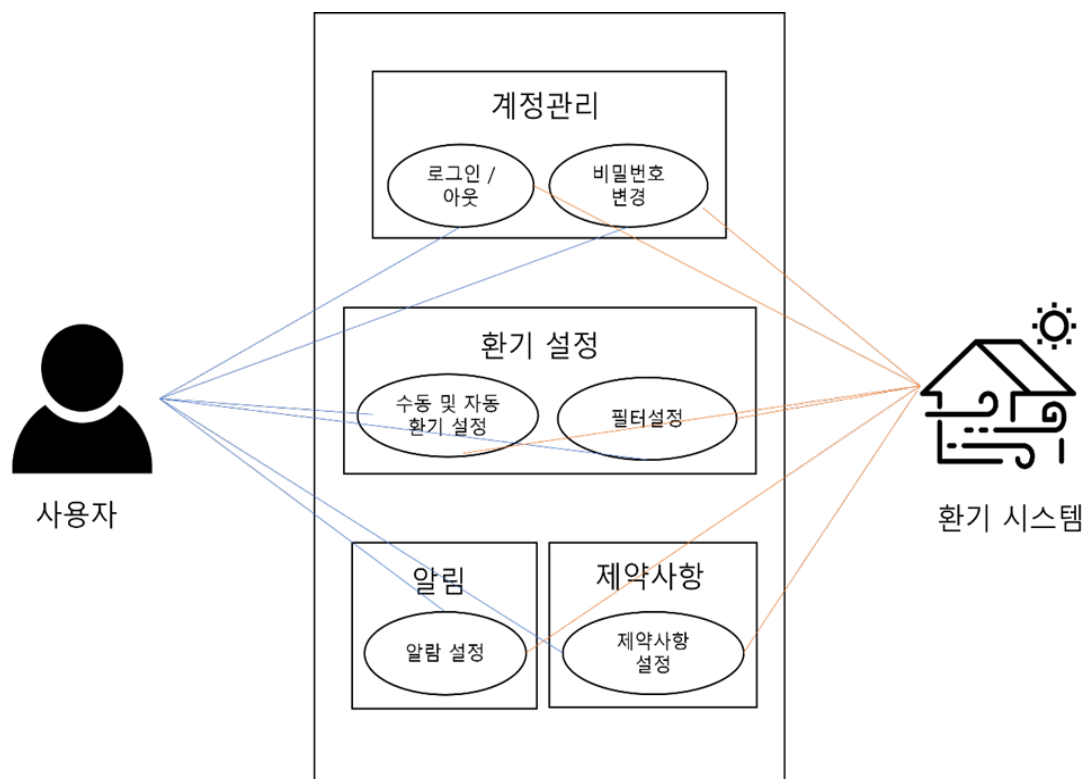 계정관리
로그인 /
아웃
비밀번호
변경
환기 설정
수동 및 자동
환기 설정
필터설정
사용자
환기 시스템
알림
알람 설정
제약사항
제약사항
설정